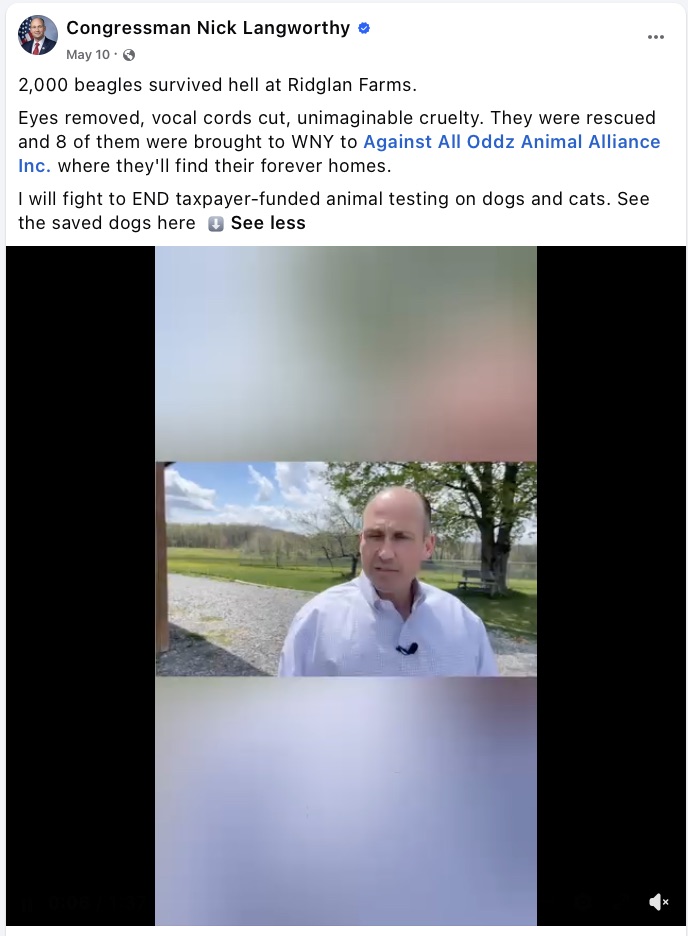 Congressman Nick Langworthy
May 10 ·
2,000 beagles survived hell at Ridglan Farms.
Eyes removed, vocal cords cut, unimaginable cruelty. They were rescued
and 8 of them were brought to WNY to Against All Oddz Animal Alliance
Inc. where they'll find their forever homes.
I will fight to END taxpayer-funded animal testing on dogs and cats. See
the saved dogs here ⬇️ See less